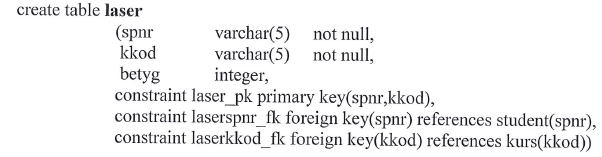 create table laser
(spnr varchar(5) not null,
kkod varchar(5) not null,
betyg integer,
constraint laser_pk primary key(spnr,kkod),
constraint laserspnr_fk foreign key(spnr) references student(spnr),
constraint laserkkod_fk foreign key(kkod) references kurs(kkod))